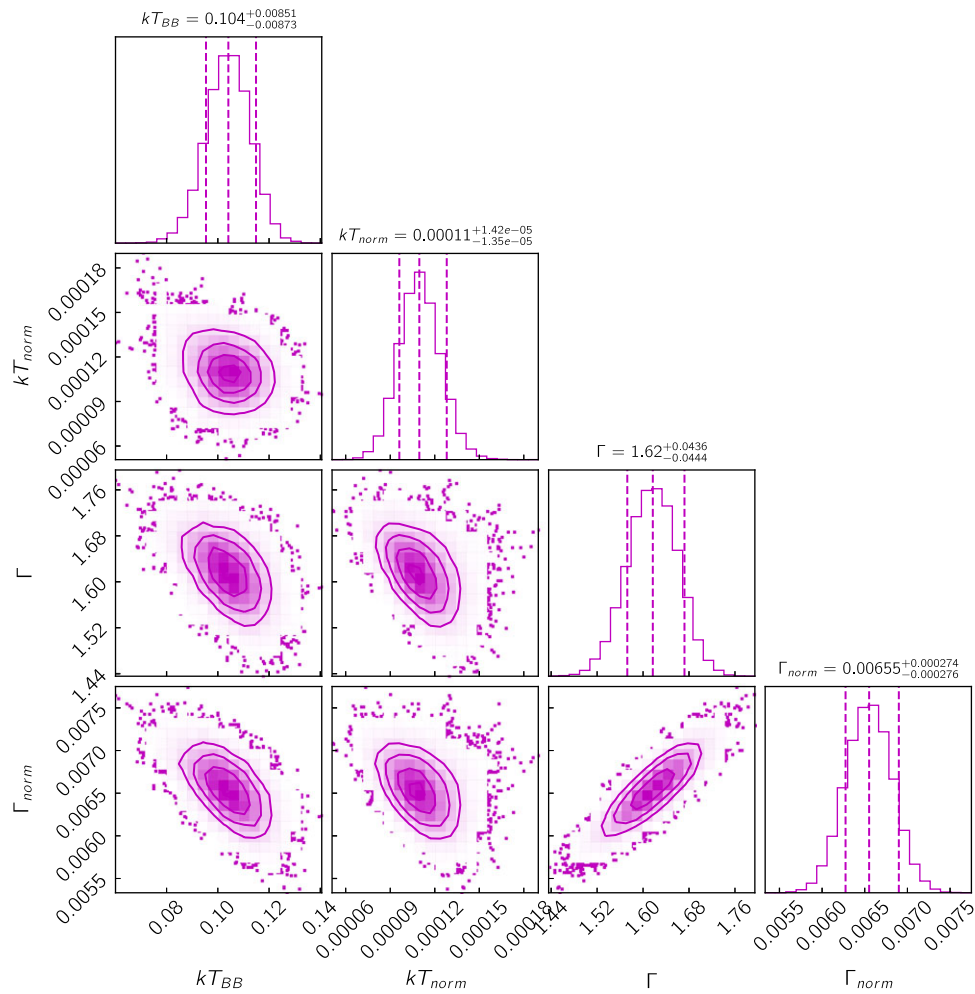 kT_{BB} = 0.104^{+0.00851}_{-0.00873}
kT_{norm} = 0.00011^{+1.42e-05}_{-1.35e-05}
0.00018
0.00015
0.00012
0.00009
0.00006
kT_{norm}
Γ = 1.62^{+0.0436}_{-0.0444}
1.76
1.68
1.60
1.52
1.44
Γ
Γ_{norm} = 0.00655^{+0.000274}_{-0.000276}
0.0075
0.0070
0.0065
0.0060
0.0055
Γ_{norm}
0.08 0.10 0.12 0.14
0.00006 0.00009 0.00012 0.00015 0.00018
1.44 1.52 1.60 1.68 1.76
0.0055 0.0060 0.0065 0.0070 0.0075
kT_{BB} kT_{norm} Γ Γ_{norm}